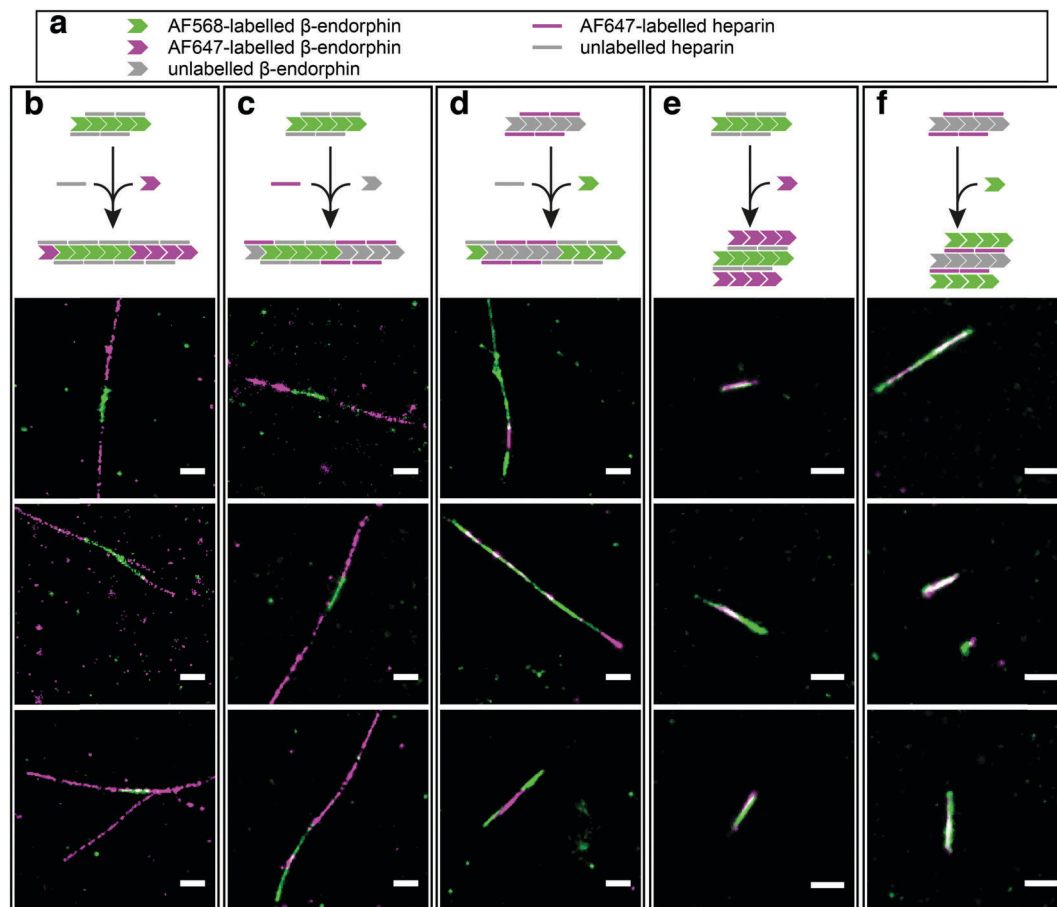 a
AF568-labelled β-endorphin
AF647-labelled β-endorphin
unlabelled β-endorphin
AF647-labelled heparin
unlabelled heparin
b
c
d
e
f